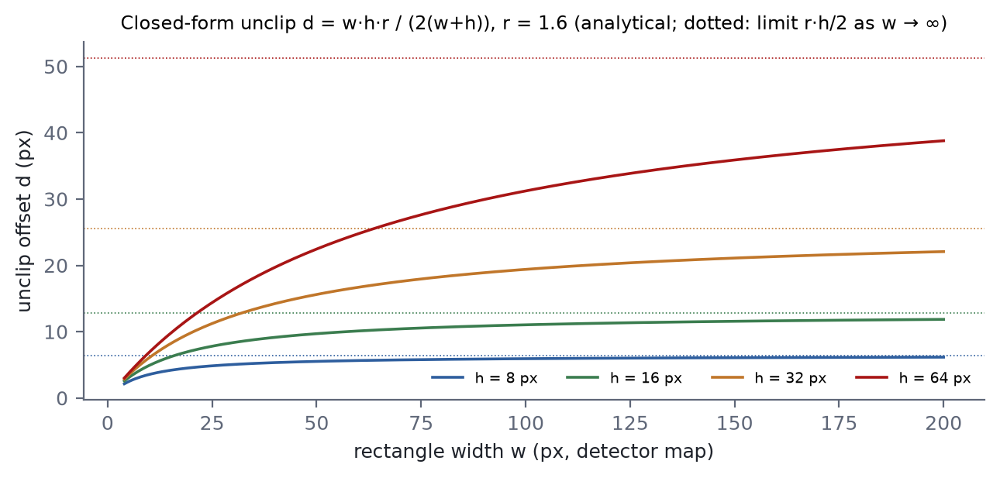 Closed-form unclip d = w·h·r / (2(w+h)), r = 1.6 (analytical; dotted: limit r·h/2 as w → ∞)
unclip offset d (px)
50
40
30
20
10
0
h = 8 px
h = 16 px
h = 32 px
h = 64 px
0 25 50 75 100 125 150 175 200
rectangle width w (px, detector map)